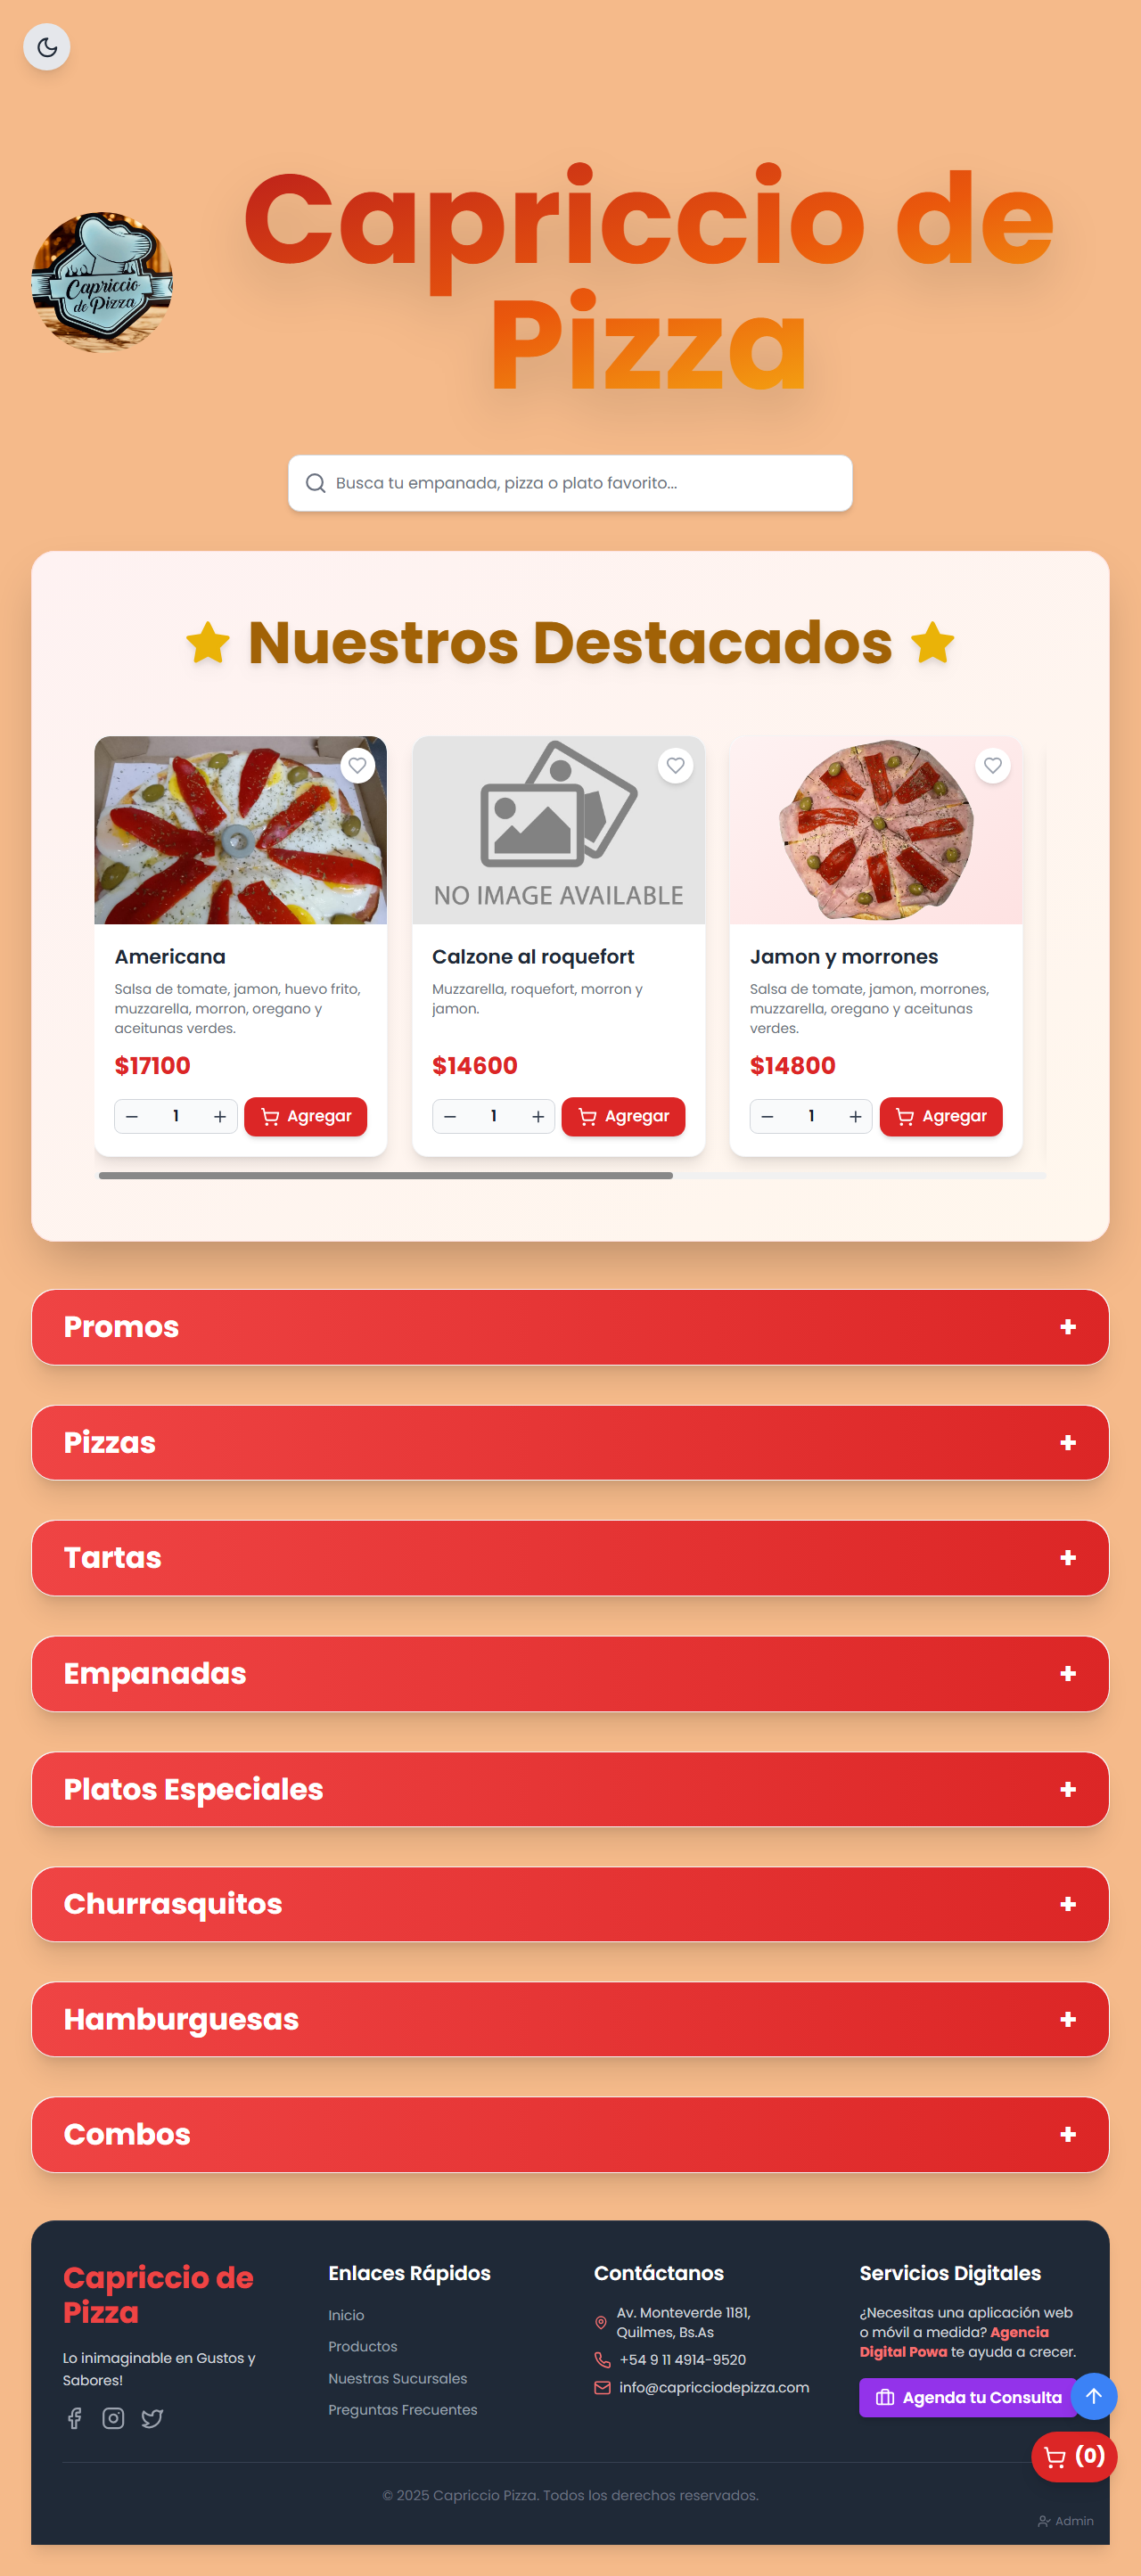 Capriccio de
Pizza
Capriccio
de Pizza
Busca tu empanada, pizza o plato favorito...
Nuestros Destacados
NO IMAGE AVAILABLE
Americana
Salsa de tomate, jamon, huevo frito,
muzzarella, morron, oregano y
aceitunas verdes.
$17100
1
Agregar
Calzone al roquefort
Muzzarella, roquefort, morron y
jamon.
$14600
1
Agregar
Jamon y morrones
Salsa de tomate, jamon, morrones,
muzzarella, oregano y aceitunas
verdes.
$14800
1
Agregar
Promos +
Pizzas +
Tartas +
Empanadas +
Platos Especiales +
Churrasquitos +
Hamburguesas +
Combos +
Capriccio de
Pizza
Lo inimaginable en Gustos y
Sabores!
Enlaces Rápidos
Inicio
Productos
Nuestras Sucursales
Preguntas Frecuentes
Contáctanos
Av. Monteverde 1181,
Quilmes, Bs.As
+54 9 11 4914-9520
info@capricciodepizza.com
Servicios Digitales
¿Necesitas una aplicación web
o móvil a medida? Agencia
Digital Powa te ayuda a crecer.
Agenda tu Consulta
(0)
© 2025 Capriccio Pizza. Todos los derechos reservados.
Admin